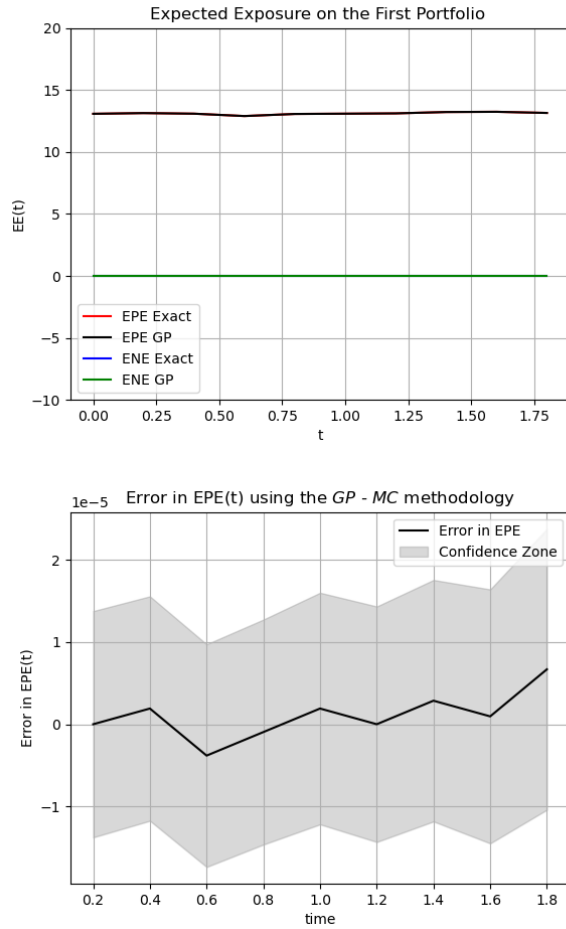 Expected Exposure on the First Portfolio
20
15
10
5
0
−5
−10
EE(t)
EPE Exact
EPE GP
ENE Exact
ENE GP
0.00 0.25 0.50 0.75 1.00 1.25 1.50 1.75
t
1e−5
Error in EPE(t) using the GP - MC methodology
2
1
0
−1
Error in EPE(t)
Error in EPE
Confidence Zone
0.2 0.4 0.6 0.8 1.0 1.2 1.4 1.6 1.8
time